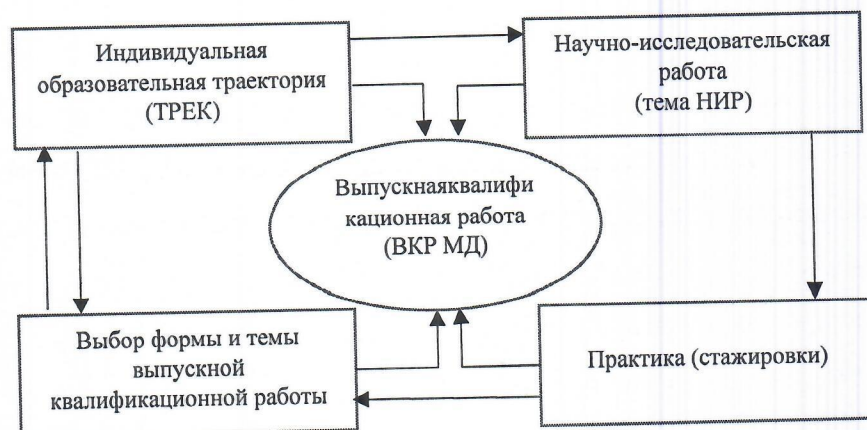 Индивидуальная
образовательная траектория
(ТРЕК)
Научно-исследовательская
работа
(тема НИР)
Выпускнаяквалифи
кационная работа
(ВКР МД)
Выбор формы и темы
выпускной
квалификационной работы
Практика (стажировки)